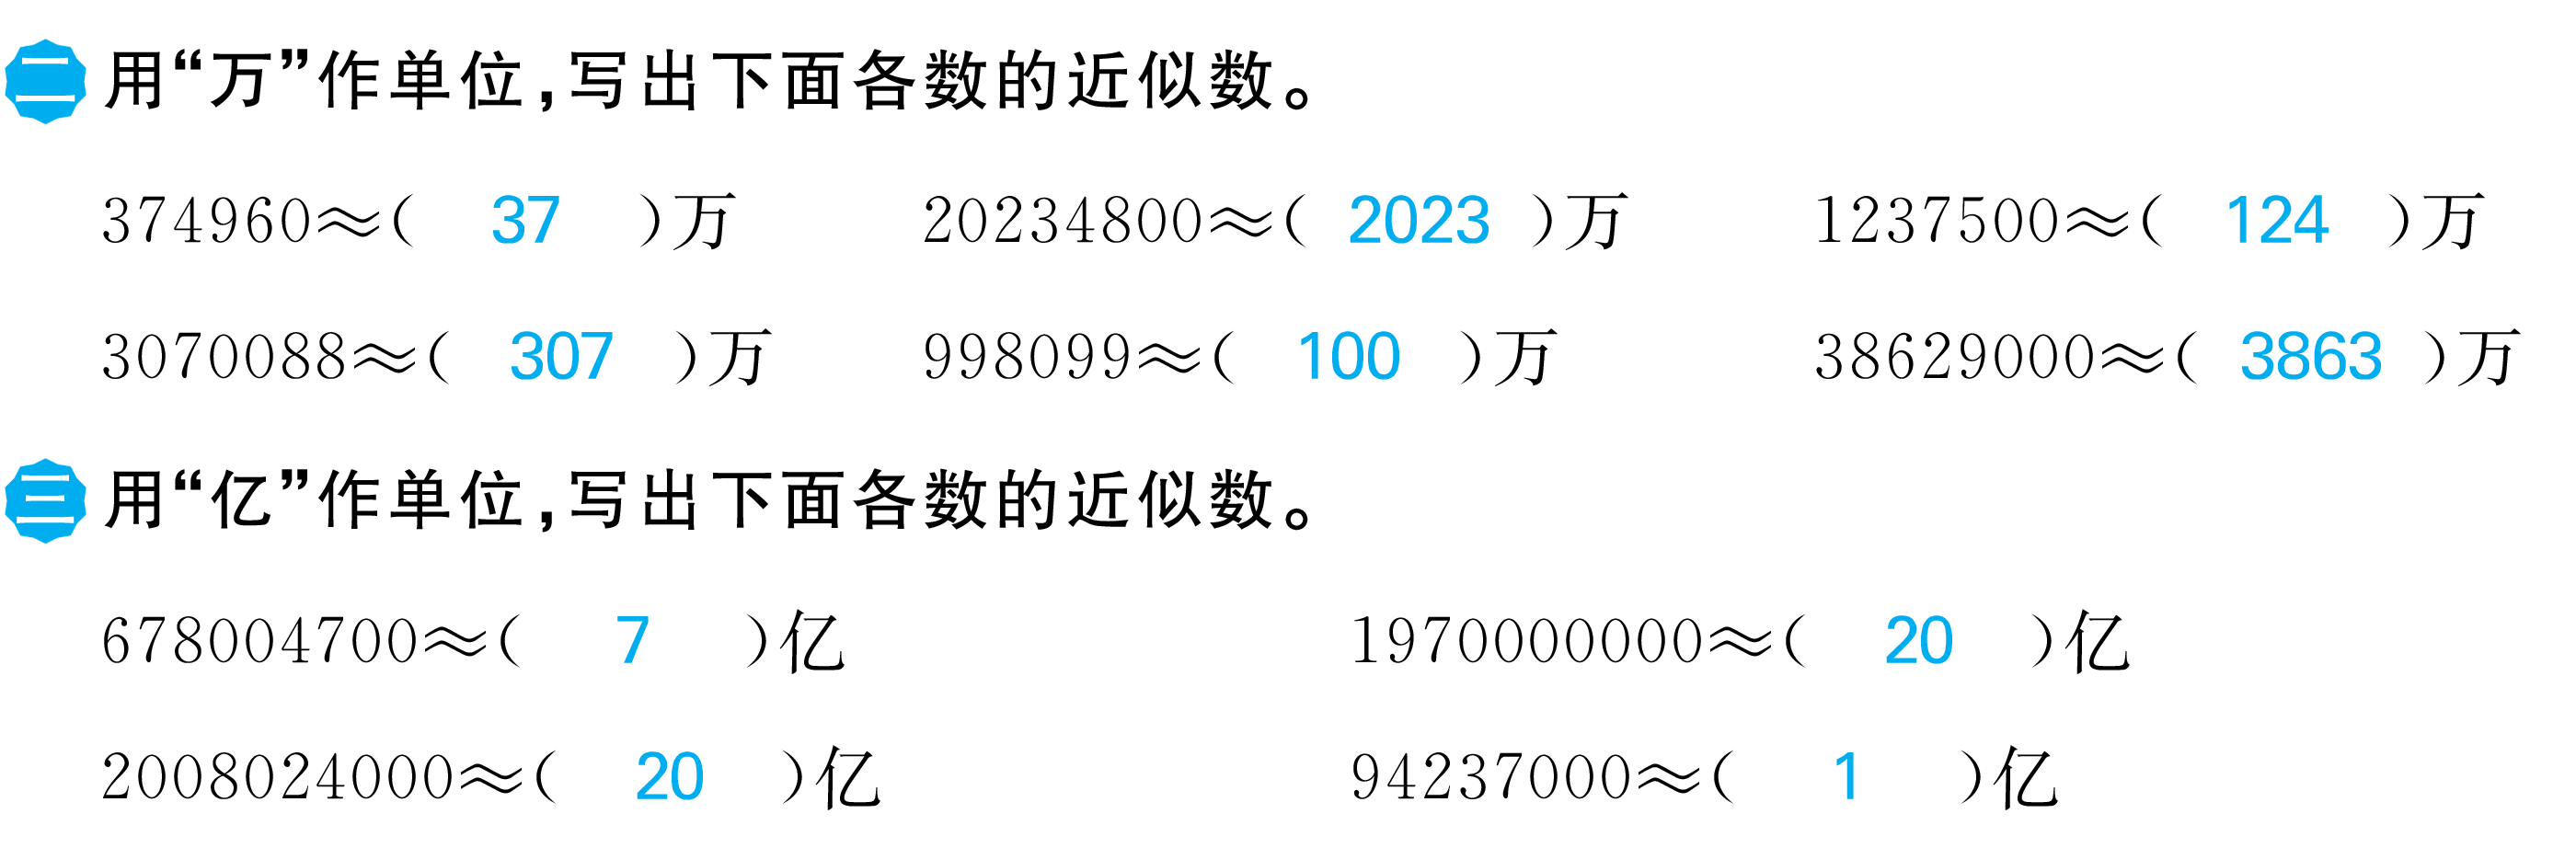 二 用“万”作单位,写出下面各数的近似数。
374960≈( 37 )万 20234800≈( 2023 )万 1237500≈( 124 )万
3070088≈( 307 )万 998099≈( 100 )万 38629000≈( 3863 )万
三 用“亿”作单位,写出下面各数的近似数。
678004700≈( 7 )亿 1970000000≈( 20 )亿
2008024000≈( 20 )亿 94237000≈( 1 )亿